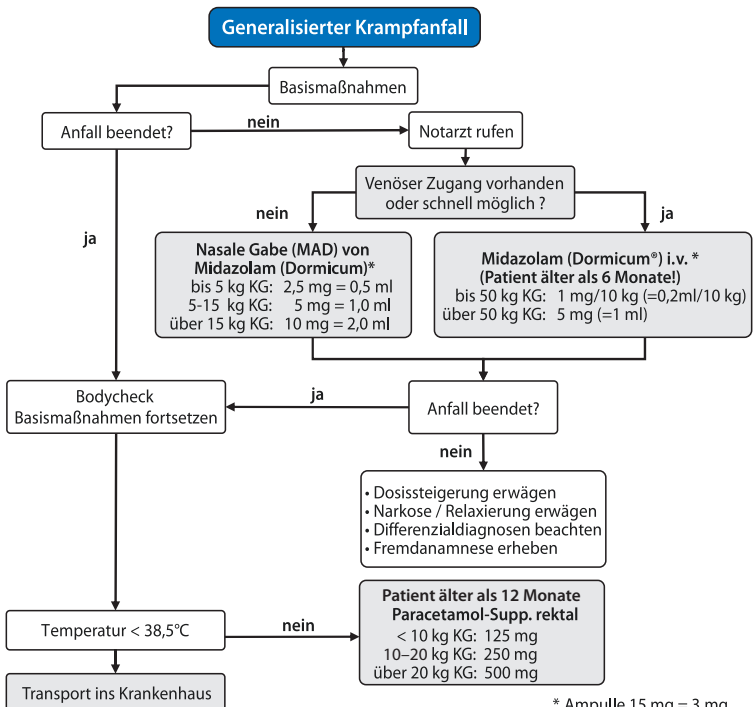 Generalisierter Krampfanfall
Basismaßnahmen
Anfall beendet?
nein
Notarzt rufen
Venöser Zugang vorhanden
oder schnell möglich ?
nein
ja
ja
Nasale Gabe (MAD) von
Midazolam (Dormicum)*
bis 5 kg KG: 2,5 mg = 0,5 ml
5-15 kg KG: 5 mg = 1,0 ml
über 15 kg KG: 10 mg = 2,0 ml
Midazolam (Dormicum®) i.v. *
(Patient älter als 6 Monate!)
bis 50 kg KG: 1 mg/10 kg (=0,2ml/10 kg)
über 50 kg KG: 5 mg (=1 ml)
Bodycheck
Basismaßnahmen fortsetzen
ja
Anfall beendet?
nein
• Dosissteigerung erwägen
• Narkose / Relaxierung erwägen
• Differenzialdiagnosen beachten
• Fremdanamnese erheben
Temperatur < 38,5°C
nein
Patient älter als 12 Monate
Paracetamol-Supp. rektal
< 10 kg KG: 125 mg
10–20 kg KG: 250 mg
über 20 kg KG: 500 mg
Transport ins Krankenhaus
* Ampulle 15 mg = 3 mg